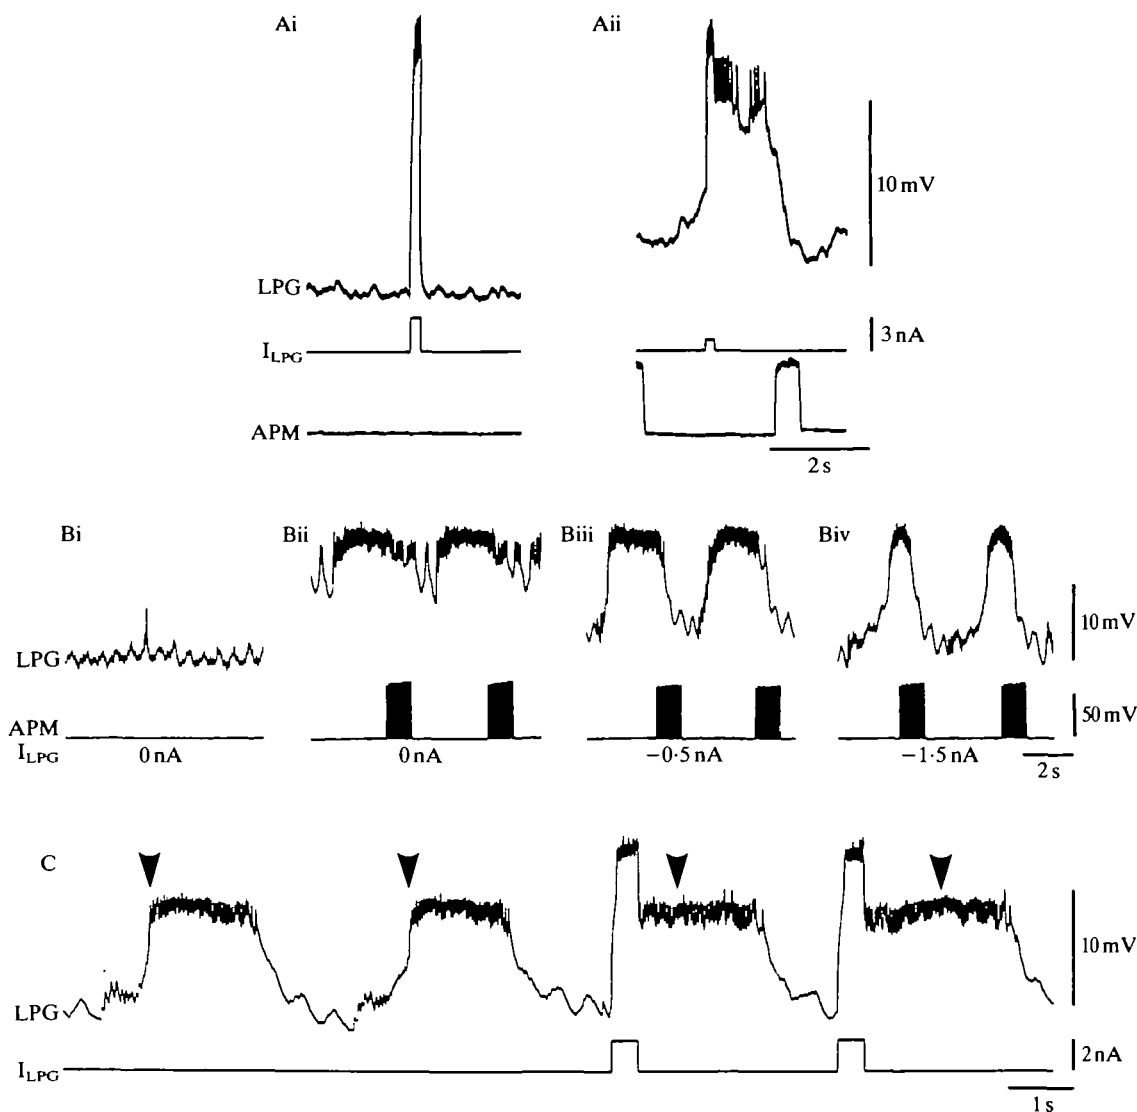 Ai
Aii
10 mV
LPG
3 nA
I_LPG
APM
2 s
Bi
Bii
Biii
Biv
10 mV
LPG
APM
50 mV
I_LPG
0 nA
0 nA
−0·5 nA
−1·5 nA
2 s
C
10 mV
LPG
I_LPG
2 nA
1 s